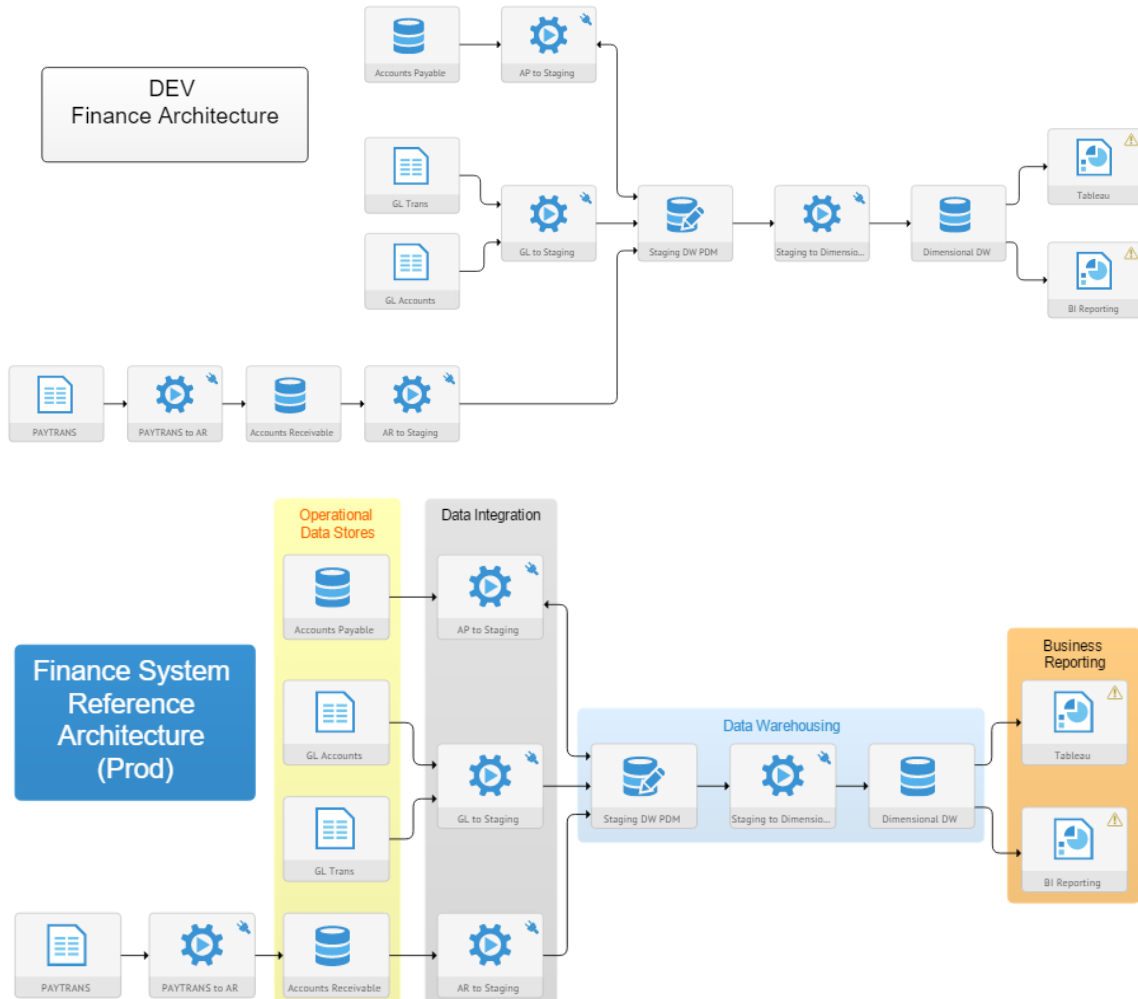 Accounts Payable
AP to Staging
DEV
Finance Architecture
GL Trans
GL to Staging
GL Accounts
Staging DW PDM
Staging to Dimensio...
Dimensional DW
Tableau
BI Reporting
PAYTRANS
PAYTRANS to AR
Accounts Receivable
AR to Staging
Operational
Data Stores
Data Integration
Accounts Payable
AP to Staging
Finance System
Reference
Architecture
(Prod)
GL Accounts
GL to Staging
GL Trans
Data Warehousing
Staging DW PDM
Staging to Dimensio...
Dimensional DW
Business
Reporting
Tableau
BI Reporting
PAYTRANS
PAYTRANS to AR
Accounts Receivable
AR to Staging